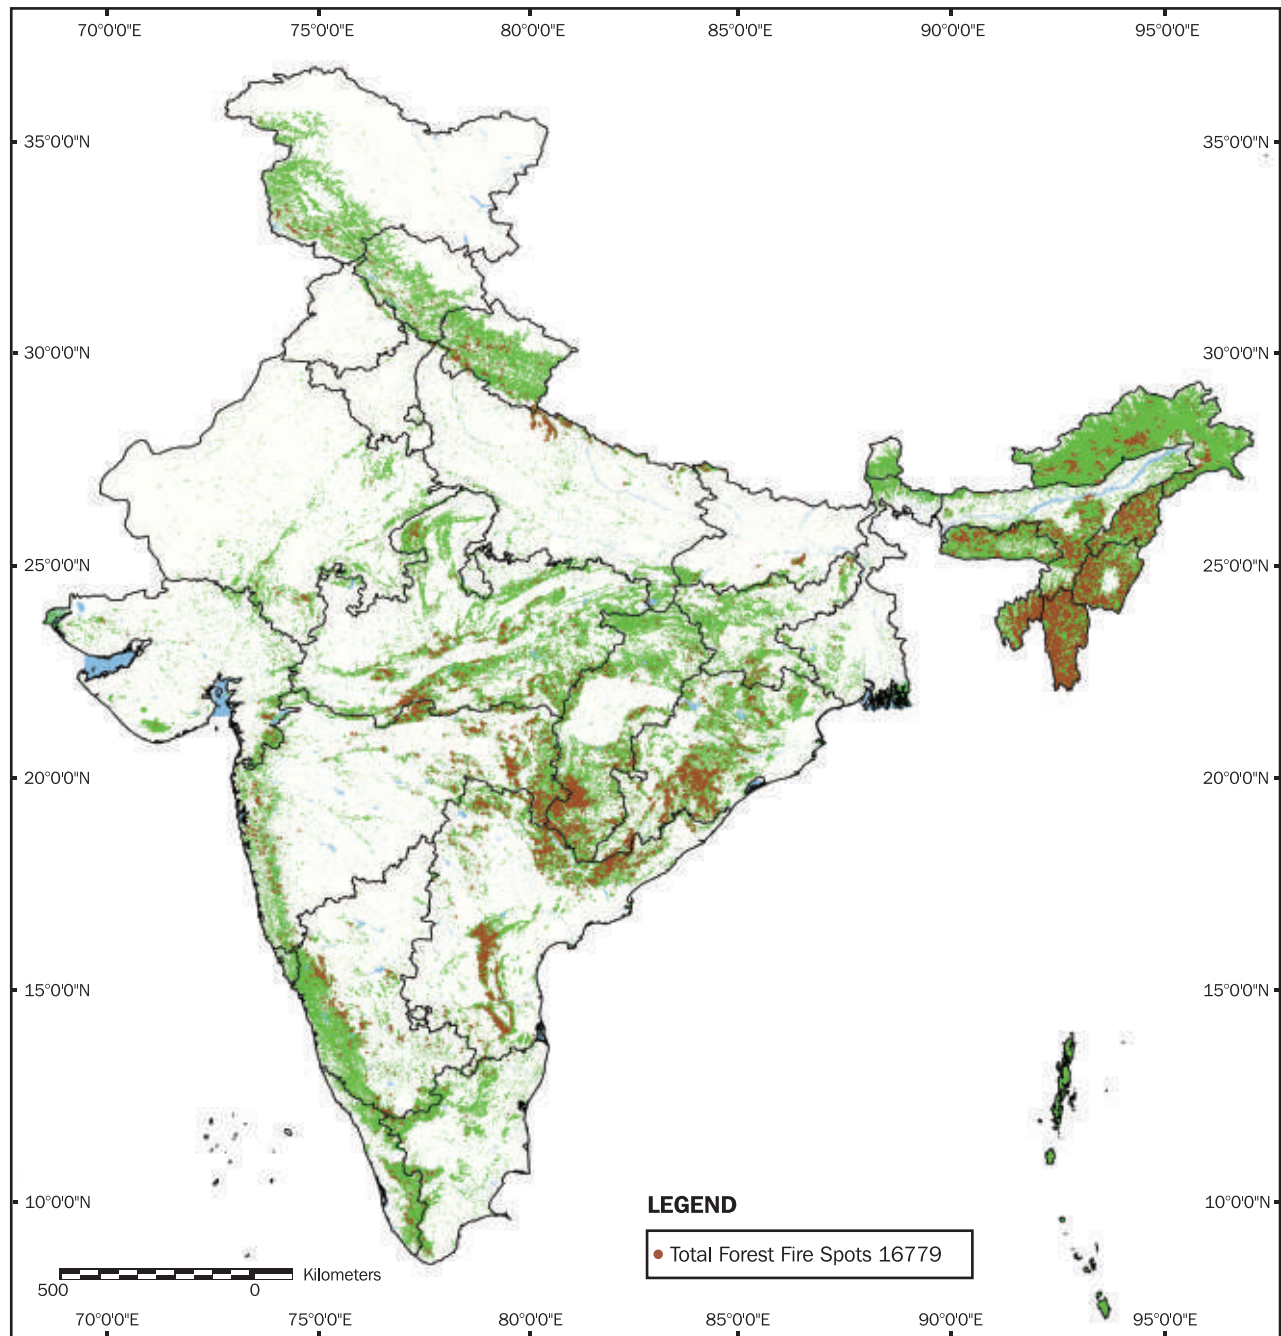 70°0'0"E 75°0'0"E 80°0'0"E 85°0'0"E 90°0'0"E 95°0'0"E
35°0'0"N 35°0'0"N
30°0'0"N 30°0'0"N
25°0'0"N 25°0'0"N
20°0'0"N 20°0'0"N
15°0'0"N 15°0'0"N
10°0'0"N 10°0'0"N
LEGEND
Total Forest Fire Spots 16779
Kilometers
500 0
70°0'0"E 75°0'0"E 80°0'0"E 85°0'0"E 90°0'0"E 95°0'0"E